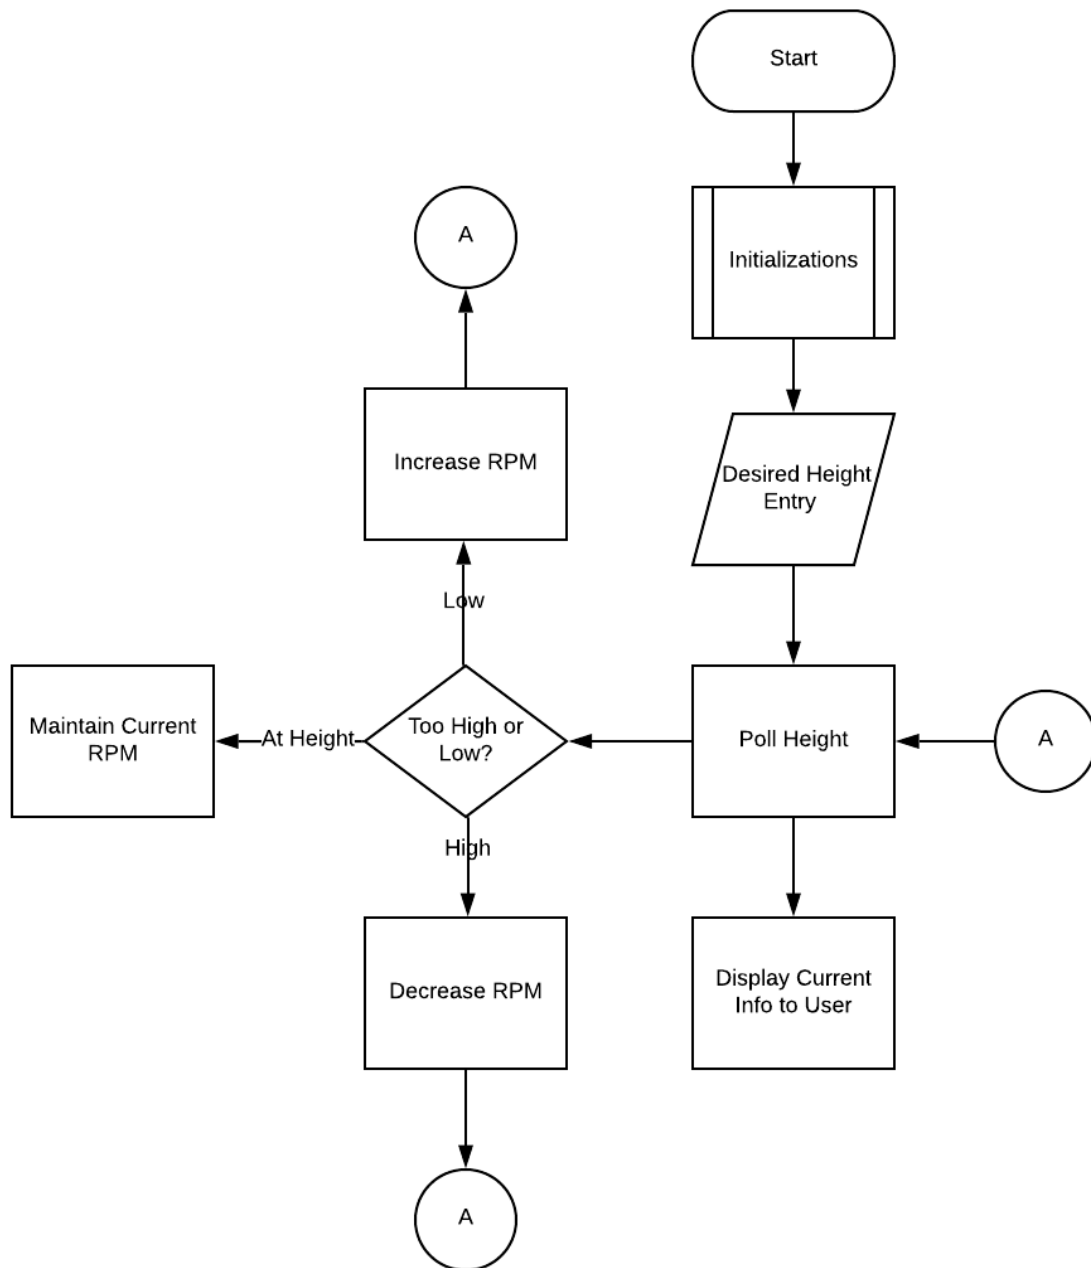 Start
Initializations
A
Increase RPM
Desired Height
Entry
Low
Maintain Current
RPM
At Height
Too High or
Low?
Poll Height
A
High
Decrease RPM
Display Current
Info to User
A